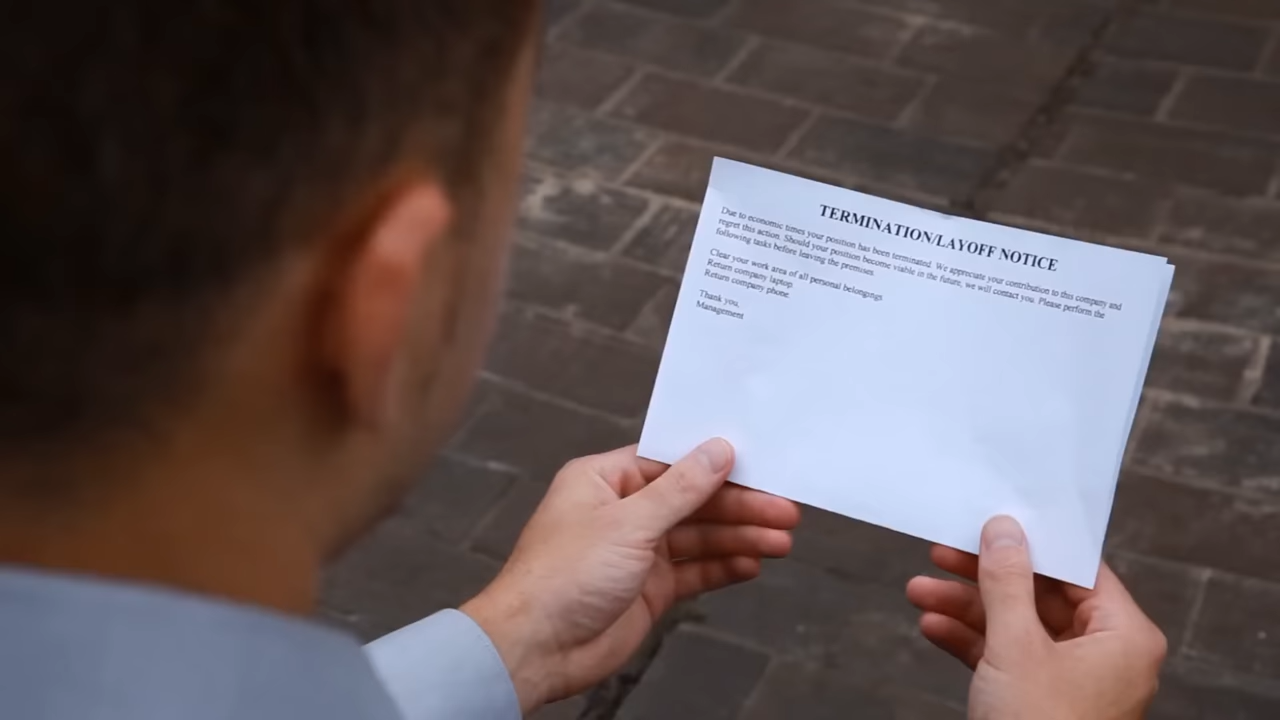 TERMINATION/LAYOFF NOTICE
Due to economic times your position has been terminated. We appreciate your contribution to this company and
regret this action. Should your position become viable in the future, we will contact you. Please perform the
following tasks before leaving the premises.
Clear your work area of all personal belongings
Return company laptop.
Return company phone.
Thank you,
Management